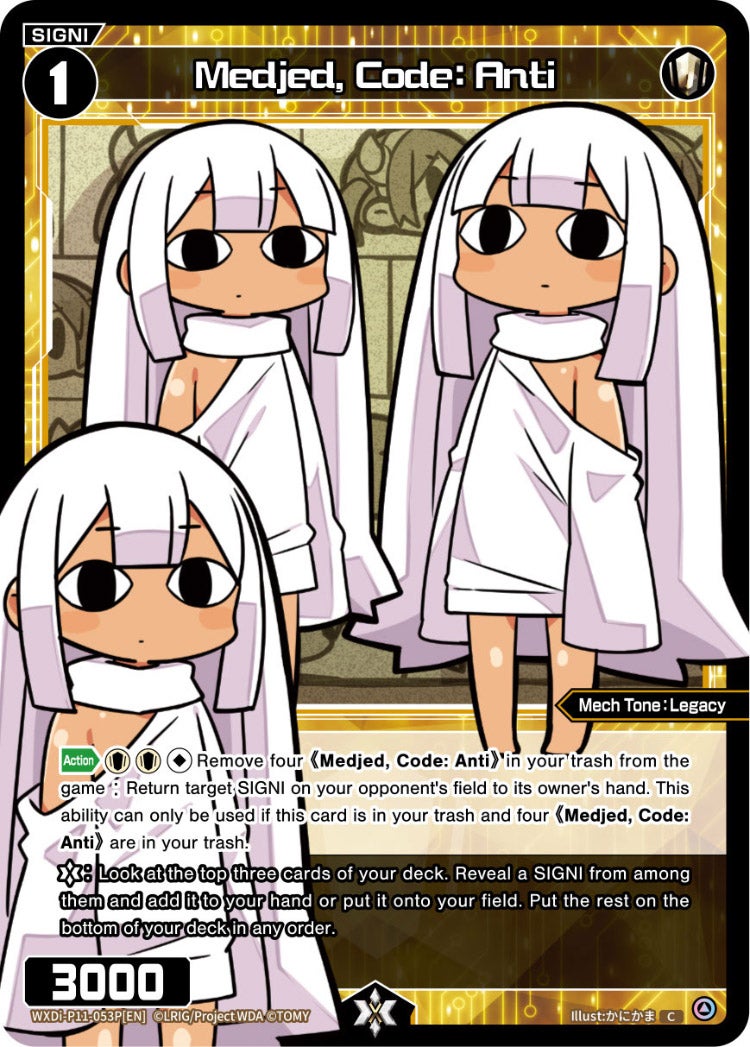 SIGNI
1
Medjed, Code: Anti
Mech Tone:Legacy
Action Remove four 《Medjed, Code: Anti》 in your trash from the
game : Return target SIGNI on your opponent's field to its owner's hand. This
ability can only be used if this card is in your trash and four 《Medjed, Code:
Anti》 are in your trash.
: Look at the top three cards of your deck. Reveal a SIGNI from among
them and add it to your hand or put it onto your field. Put the rest on the
bottom of your deck in any order.
3000
WXDi-P11-053P[EN] ©LRIG/Project WDA ©TOMY
Illust:かにかま C